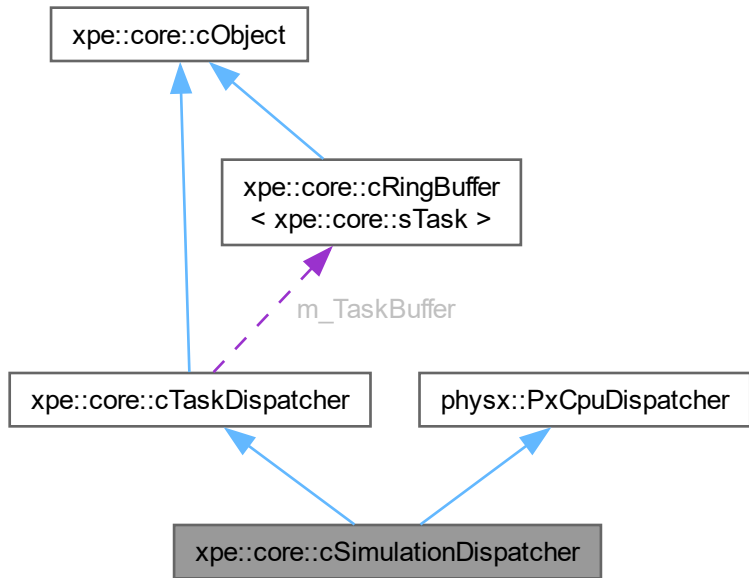 xpe::core::cObject
xpe::core::cRingBuffer
< xpe::core::sTask >
m_TaskBuffer
xpe::core::cTaskDispatcher
physx::PxCpuDispatcher
xpe::core::cSimulationDispatcher